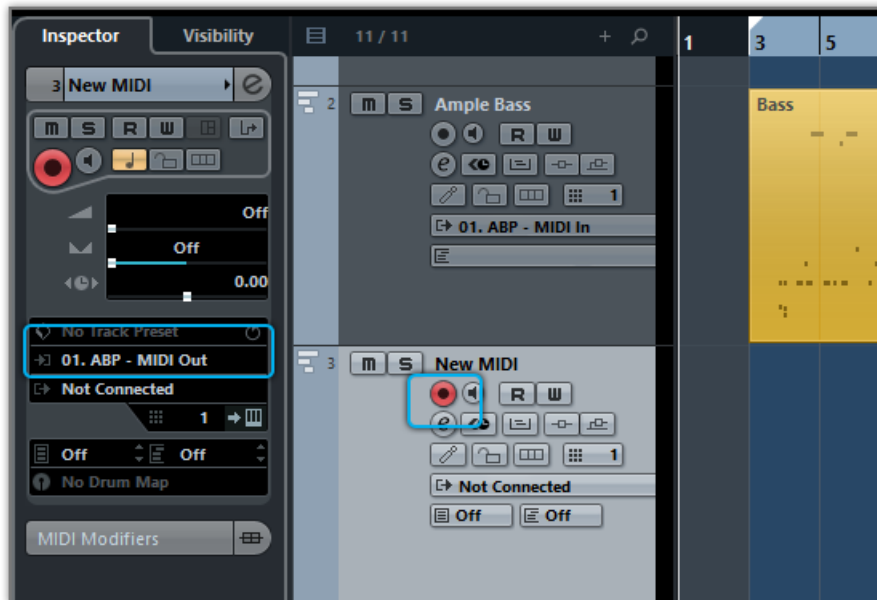 Inspector Visibility
3 New MIDI e
m S R W
Off
Off
0.00
No Track Preset
01. ABP - MIDI Out
Not Connected
1
Off Off
No Drum Map
MIDI Modifiers
11 / 11 +
2 m S Ample Bass
R W
e
1
01. ABP - MIDI In
3 m S New MIDI
R W
e
1
Not Connected
Off Off
1 3 5
Bass